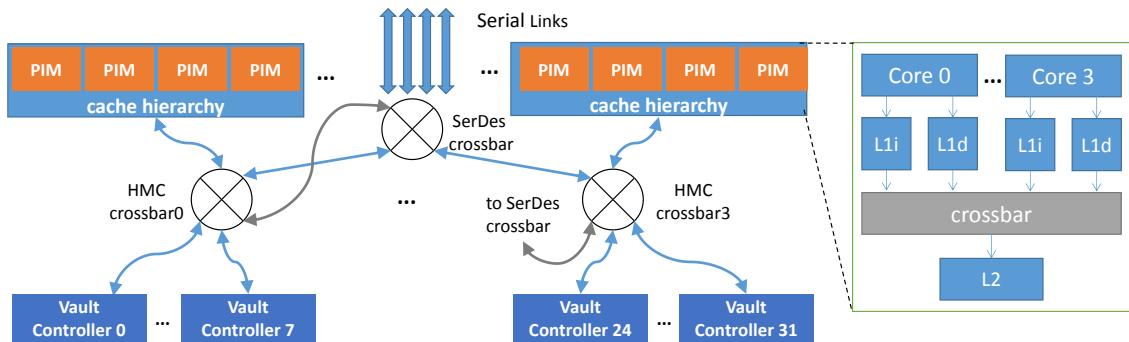 Serial Links
PIM PIM PIM PIM
cache hierarchy
...
...
PIM PIM PIM PIM
cache hierarchy
SerDes
crossbar
HMC
crossbar0
...
to SerDes
crossbar
HMC
crossbar3
Vault
Controller 0
...
Vault
Controller 7
Vault
Controller 24
...
Vault
Controller 31
Core 0 ... Core 3
L1i L1d L1i L1d
crossbar
L2